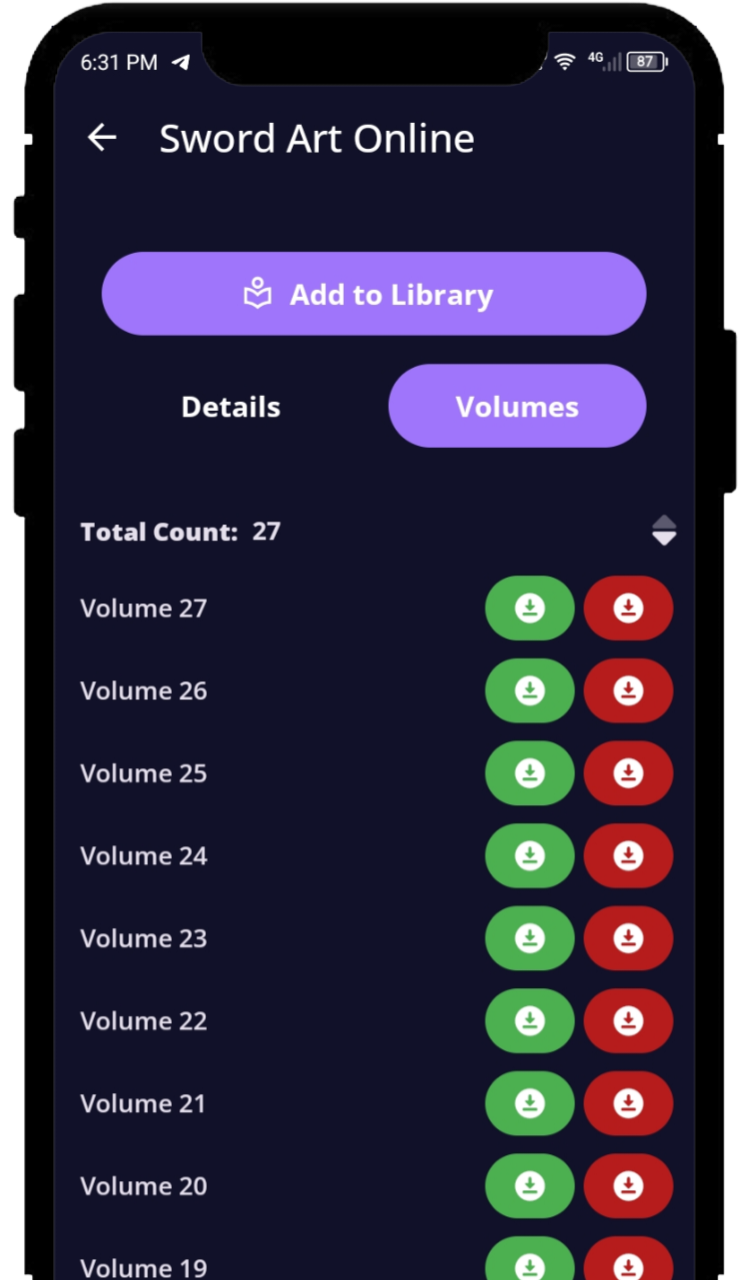 6:31 PM 4G 87
Sword Art Online
Add to Library
Details Volumes
Total Count: 27
Volume 27
Volume 26
Volume 25
Volume 24
Volume 23
Volume 22
Volume 21
Volume 20
Volume 19